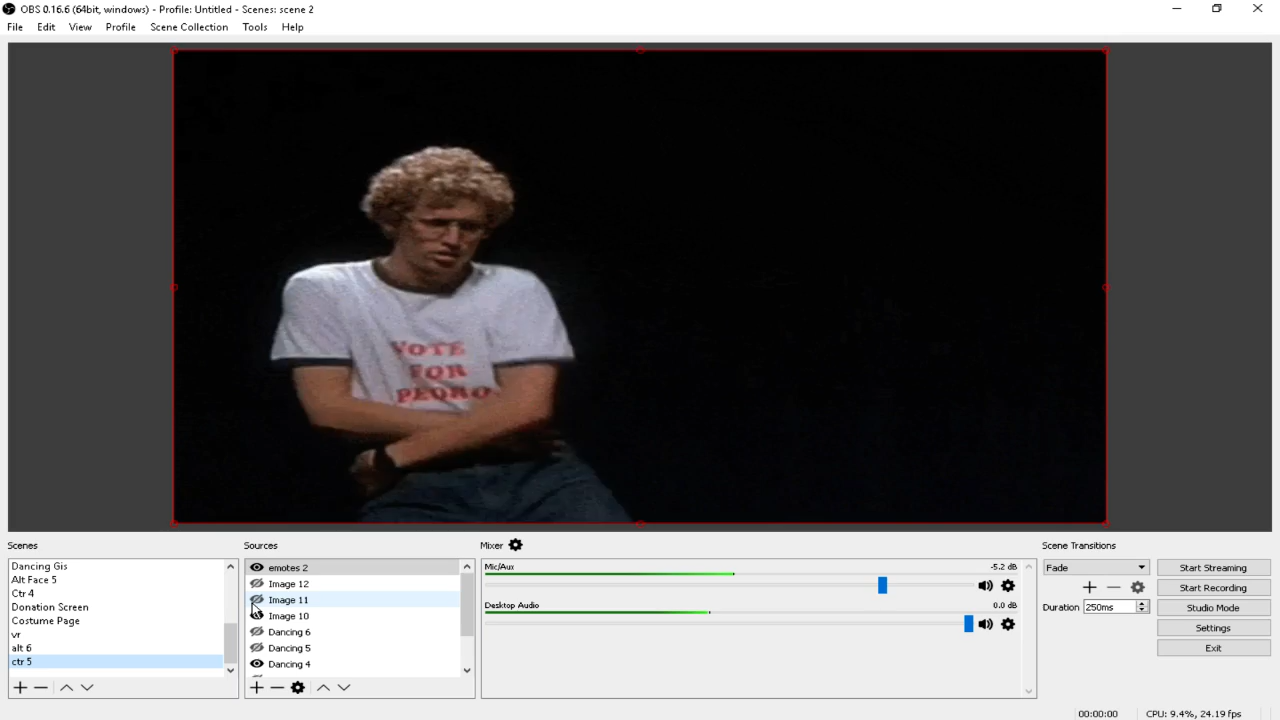 OBS 0.16.6 (64bit, windows) - Profile: Untitled - Scenes: scene 2
File Edit View Profile Scene Collection Tools Help
VOTE
FOR
PEDRO
Scenes
Dancing Gis
Alt Face 5
Ctr 4
Donation Screen
Costume Page
vr
alt 6
ctr 5
Sources
emotes 2
Image 12
Image 11
Image 10
Dancing 6
Dancing 5
Dancing 4
Mixer
Mic/Aux -5.2 dB
Desktop Audio 0.0 dB
Scene Transitions
Fade
Duration 250ms
Start Streaming
Start Recording
Studio Mode
Settings
Exit
00:00:00 CPU: 9.4%, 24.19 fps